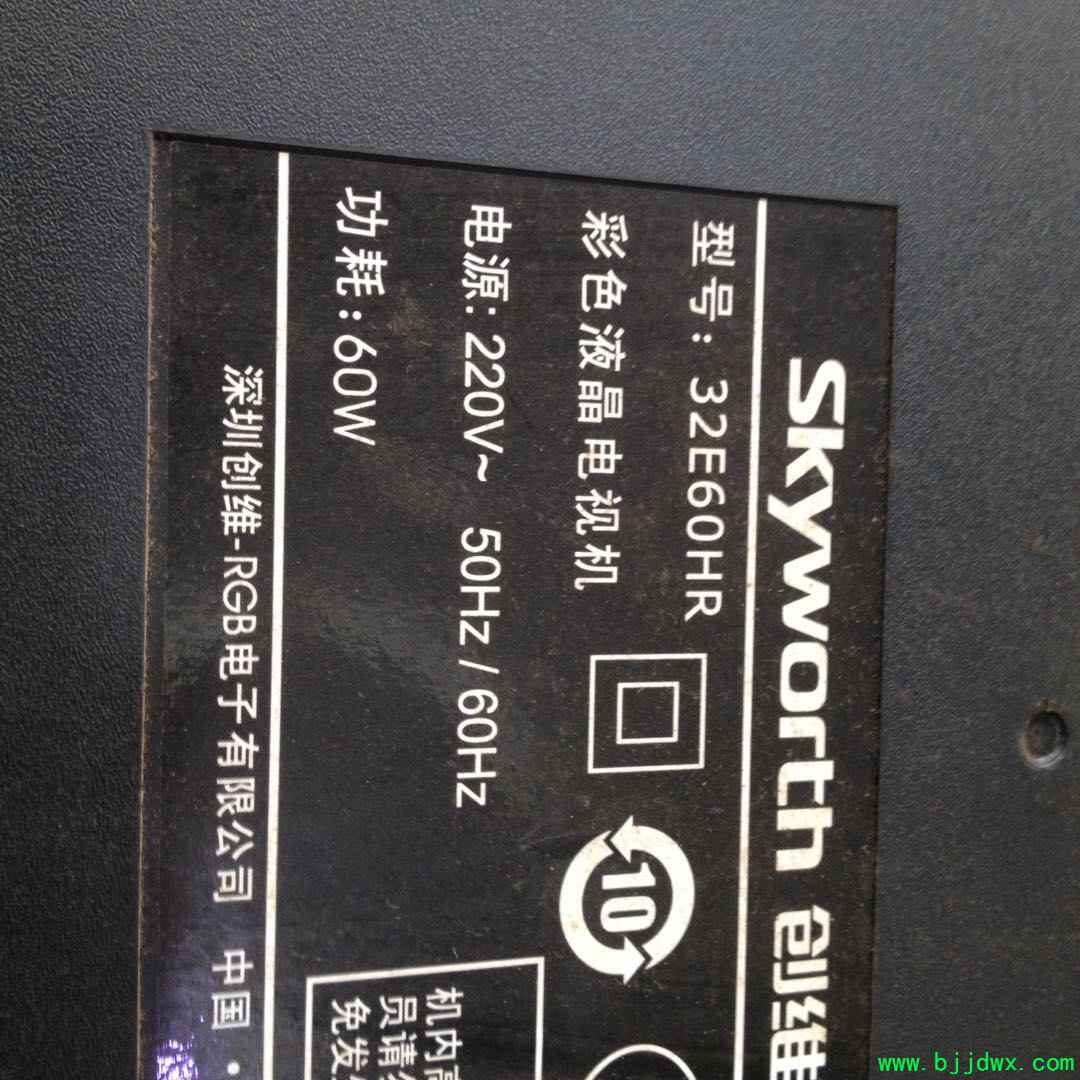 Skyworth 创维
型号: 32E60HR
彩色液晶电视机
电源: 220V~ 50Hz / 60Hz
功耗: 60W
10
机内高
员请
免发
深圳创维-RGB电子有限公司 中国 ·
www.bjjdwx.com